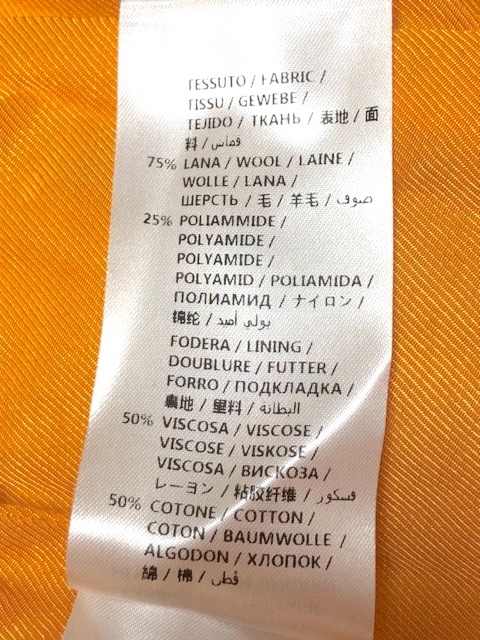 TESSUTO / FABRIC /
TISSU / GEWEBE /
TEJIDO / ТКАНЬ / 表地 / 面
料 / قماش
75% LANA / WOOL / LAINE /
WOLLE / LANA /
ШЕРСТЬ / 毛 / 羊毛 / صوف
25% POLIAMMIDE /
POLYAMIDE /
POLYAMIDE /
POLYAMID / POLIAMIDA /
ПОЛИАМИД / ナイロン /
锦纶 / بولي أميد
FODERA / LINING /
DOUBLURE / FUTTER /
FORRO / ПОДКЛАДКА /
裏地 / 里料 / البطانة
50% VISCOSA / VISCOSE /
VISCOSE / VISKOSE /
VISCOSA / ВИСКОЗА /
レーヨン / 粘胶纤维 / فسكوز
50% COTONE / COTTON /
COTON / BAUMWOLLE /
ALGODON / ХЛОПОК /
綿 / 棉 / قطن